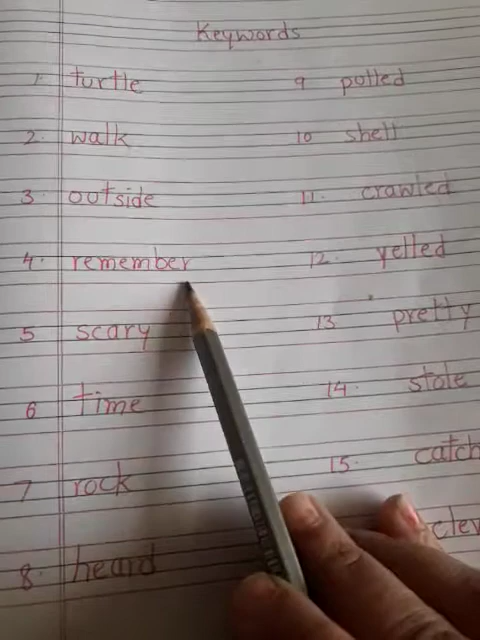 Keywords
1. turtle
2. walk
3. outside
4. remember
5 scary
6 time
7 rock
8. heard
9 polled
10 shell
11. crawled
12. yelled
13 pretty
14. stole
15. catch